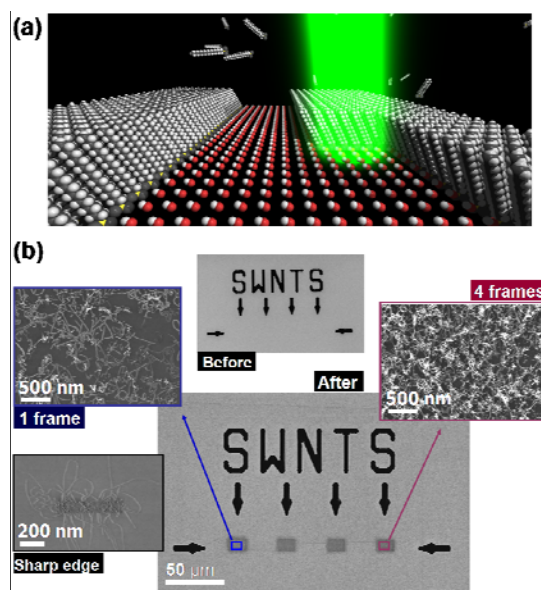 (a)
(b)
SWNTS
4 frames
Before
500 nm
500 nm
After
1 frame
SWNTS
200 nm
Sharp edge
50 μm